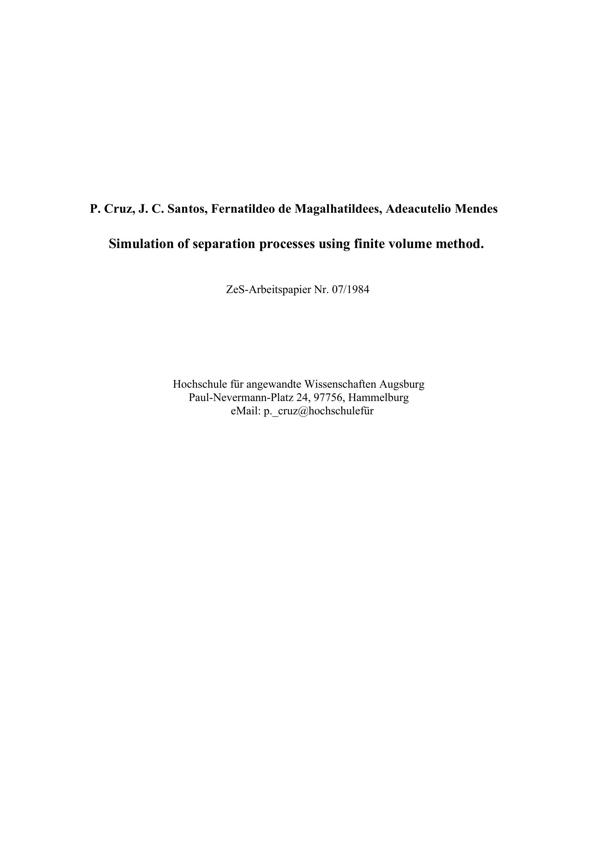 P. Cruz, J. C. Santos, Fernatildeo de Magalhatildees, Adeacutelio Mendes
Simulation of separation processes using finite volume method.
ZeS-Arbeitspapier Nr. 07/1984
Hochschule für angewandte Wissenschaften Augsburg
Paul-Nevermann-Platz 24, 97756, Hammelburg
eMail: p._cruz@hochschulefür